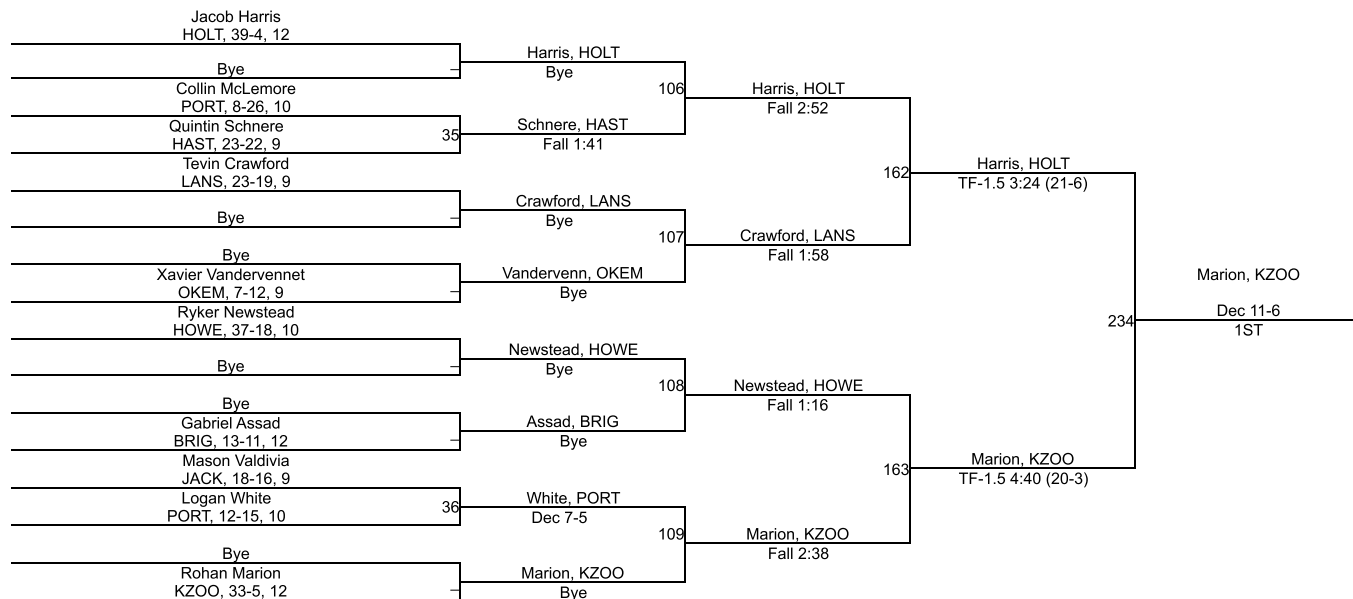 Jacob Harris
HOLT, 39-4, 12
Bye
–
Collin McLemore
PORT, 8-26, 10
Quintin Schnere
HAST, 23-22, 9
35
Tevin Crawford
LANS, 23-19, 9
Bye
–
Bye
Xavier Vandervennet
OKEM, 7-12, 9
–
Ryker Newstead
HOWE, 37-18, 10
Bye
–
Bye
Gabriel Assad
BRIG, 13-11, 12
–
Mason Valdivia
JACK, 18-16, 9
Logan White
PORT, 12-15, 10
36
Bye
Rohan Marion
KZOO, 33-5, 12
–
Harris, HOLT
Bye
106
Schnere, HAST
Fall 1:41
Crawford, LANS
Bye
107
Vandervenn, OKEM
Bye
Newstead, HOWE
Bye
108
Assad, BRIG
Bye
White, PORT
Dec 7-5
109
Marion, KZOO
Bye
Harris, HOLT
Fall 2:52
162
Crawford, LANS
Fall 1:58
Newstead, HOWE
Fall 1:16
163
Marion, KZOO
Fall 2:38
Harris, HOLT
TF-1.5 3:24 (21-6)
234
Marion, KZOO
TF-1.5 4:40 (20-3)
Marion, KZOO
Dec 11-6
1ST